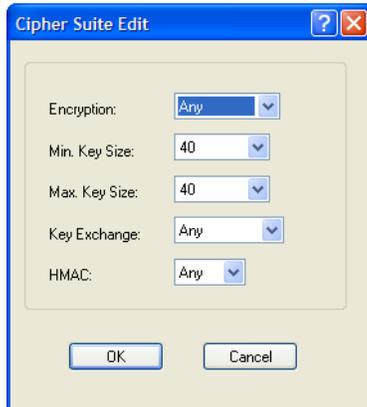 Cipher Suite Edit
Encryption: Any
Min. Key Size: 40
Max. Key Size: 40
Key Exchange: Any
HMAC: Any
OK Cancel